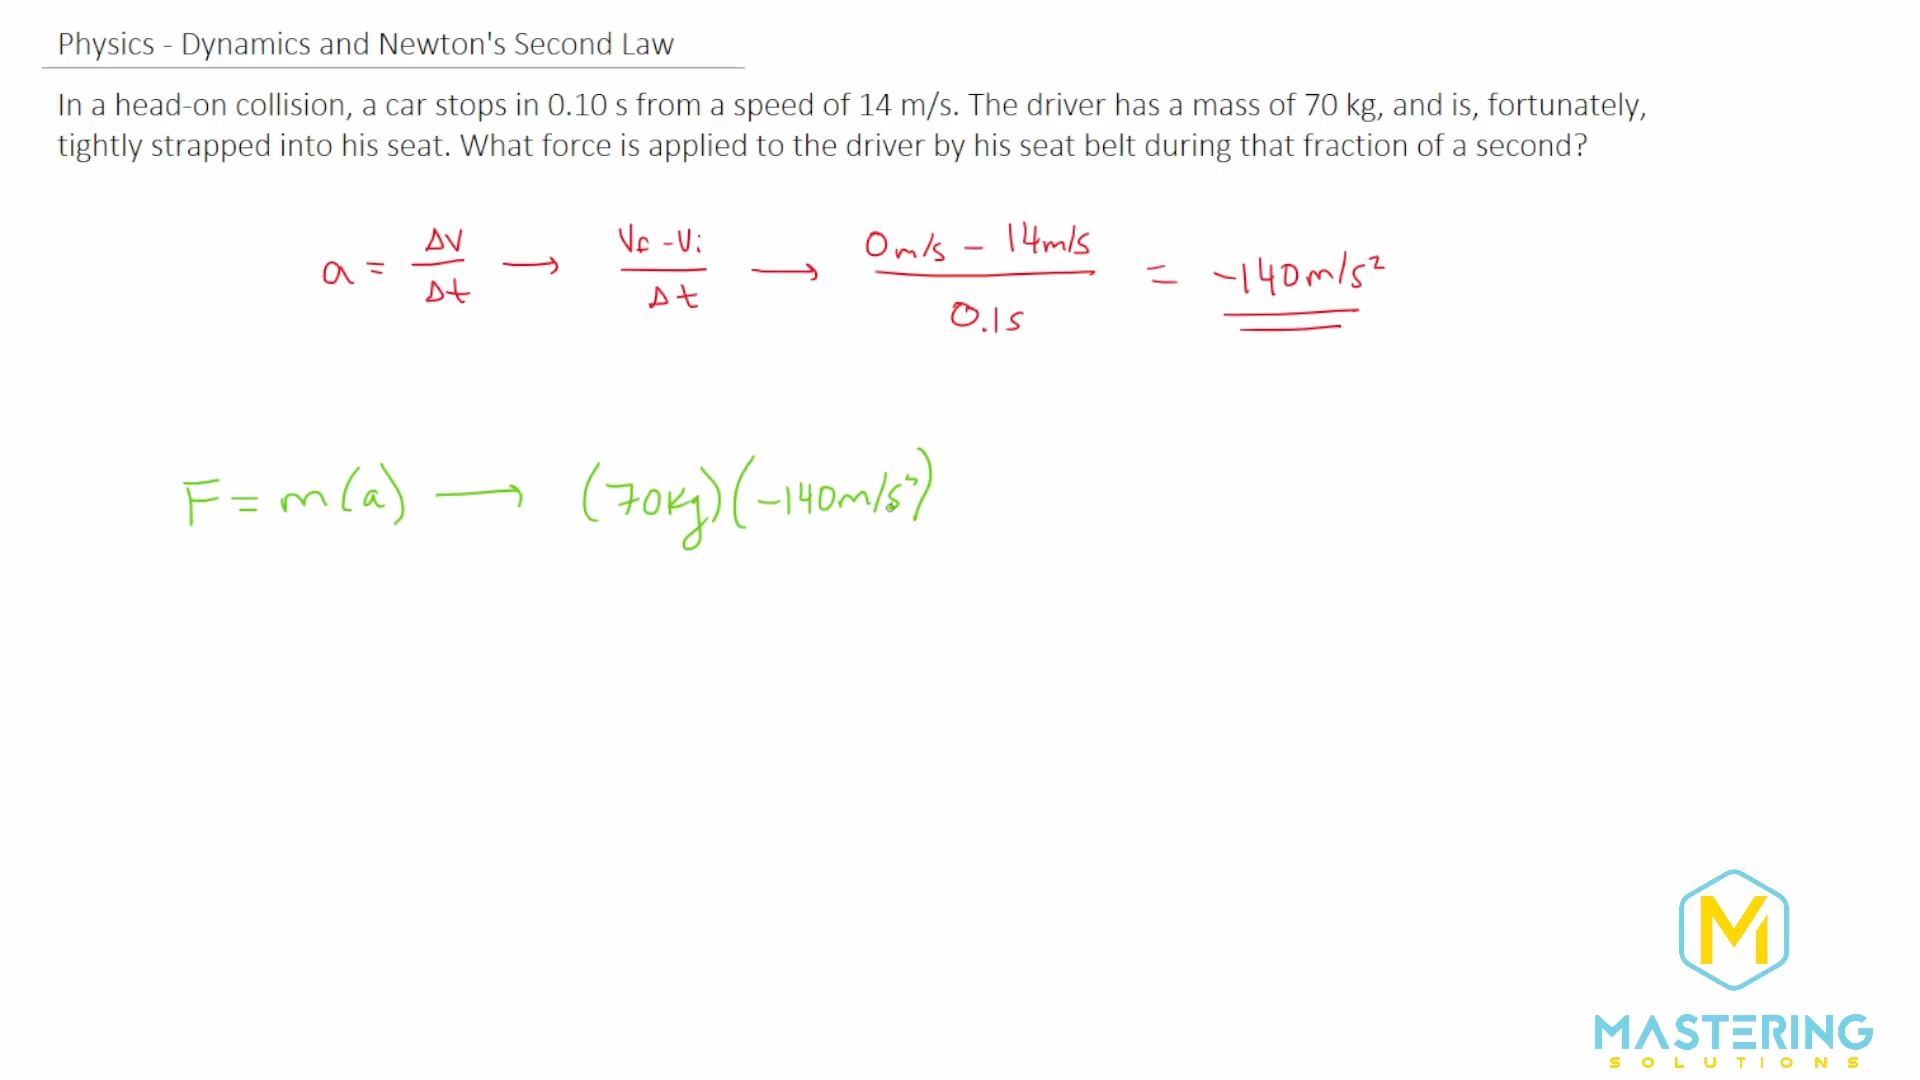 Physics - Dynamics and Newton's Second Law
In a head-on collision, a car stops in 0.10 s from a speed of 14 m/s. The driver has a mass of 70 kg, and is, fortunately,
tightly strapped into his seat. What force is applied to the driver by his seat belt during that fraction of a second?
a = Δv/Δt → Vf - Vi/Δt → 0m/s - 14m/s/0.1s = -140m/s²
F = m(a) → (70kg)(-140m/s²)
M
MASTERING
SOLUTIONS